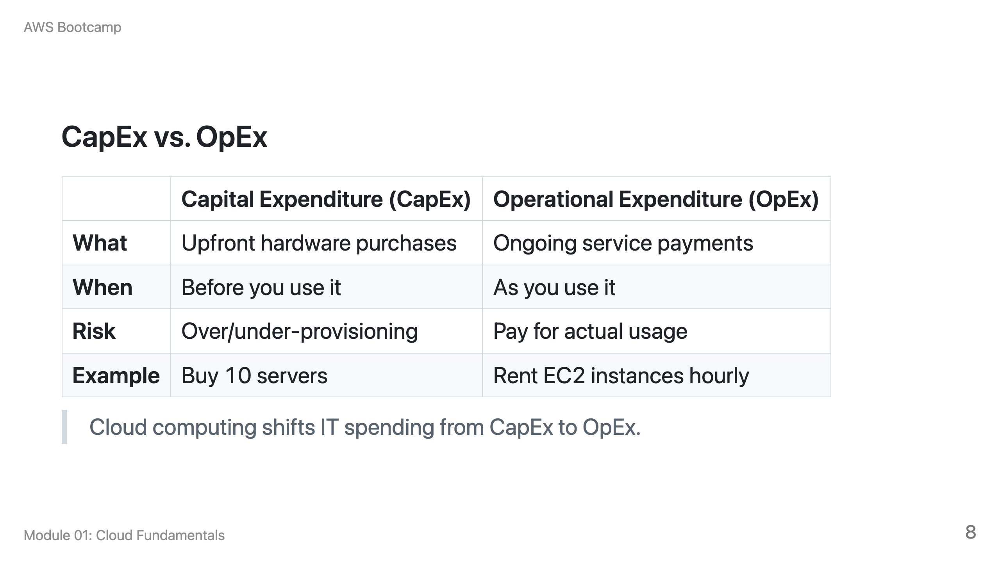 AWS Bootcamp
CapEx vs. OpEx
Capital Expenditure (CapEx) Operational Expenditure (OpEx)
What Upfront hardware purchases Ongoing service payments
When Before you use it As you use it
Risk Over/under-provisioning Pay for actual usage
Example Buy 10 servers Rent EC2 instances hourly
Cloud computing shifts IT spending from CapEx to OpEx.
Module 01: Cloud Fundamentals
8